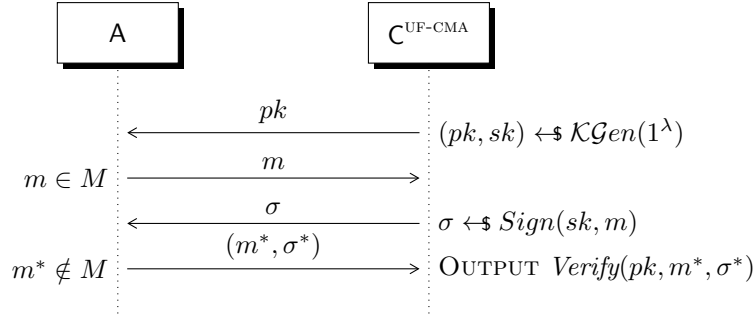 A C^UF-CMA
pk
(pk, sk) ←$ KGen(1^λ)
m ∈ M m
σ
σ ←$ Sign(sk, m)
(m*, σ*)
m* ∉ M OUTPUT Verify(pk, m*, σ*)